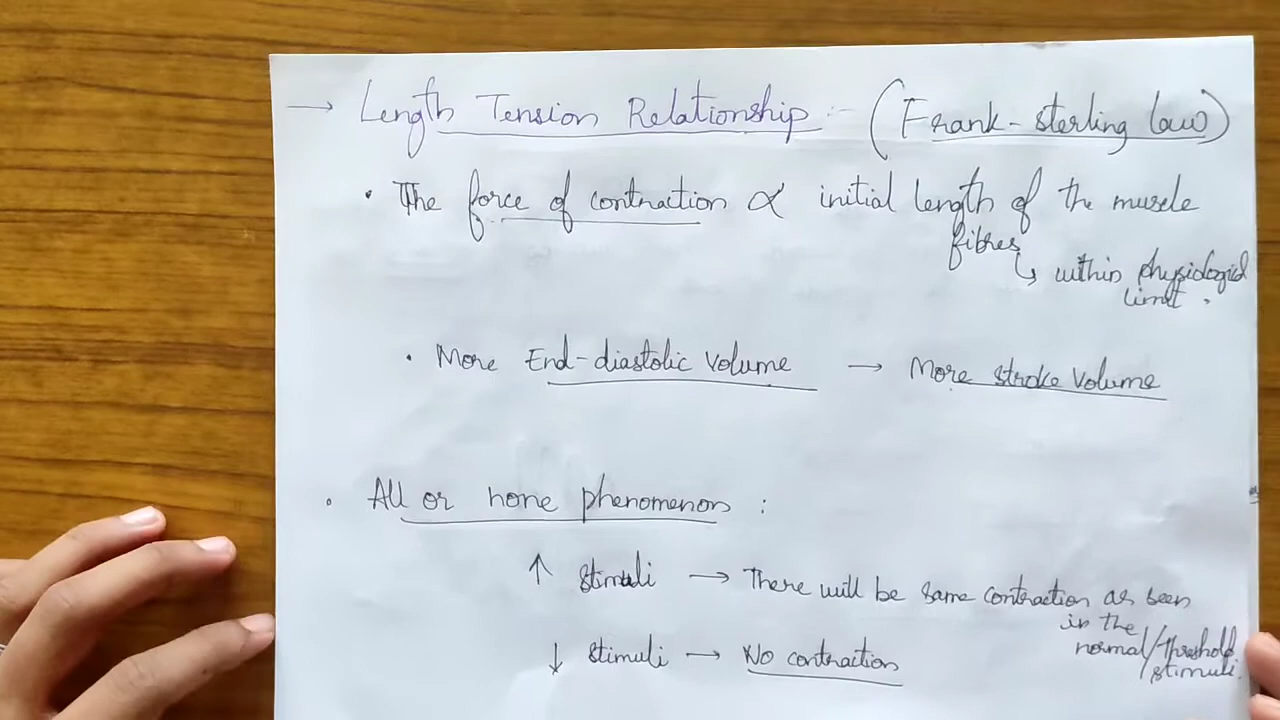 → Length Tension Relationship :- (Frank-sterling law)
• The force of contraction ∝ initial length of the muscle
fibres
↳ within physiological
limit.
• More End-diastolic volume → More stroke volume
• All or none phenomenon :
↑ stimuli → There will be same contraction as seen
in the
normal/threshold
stimuli.
↓ stimuli → No contraction